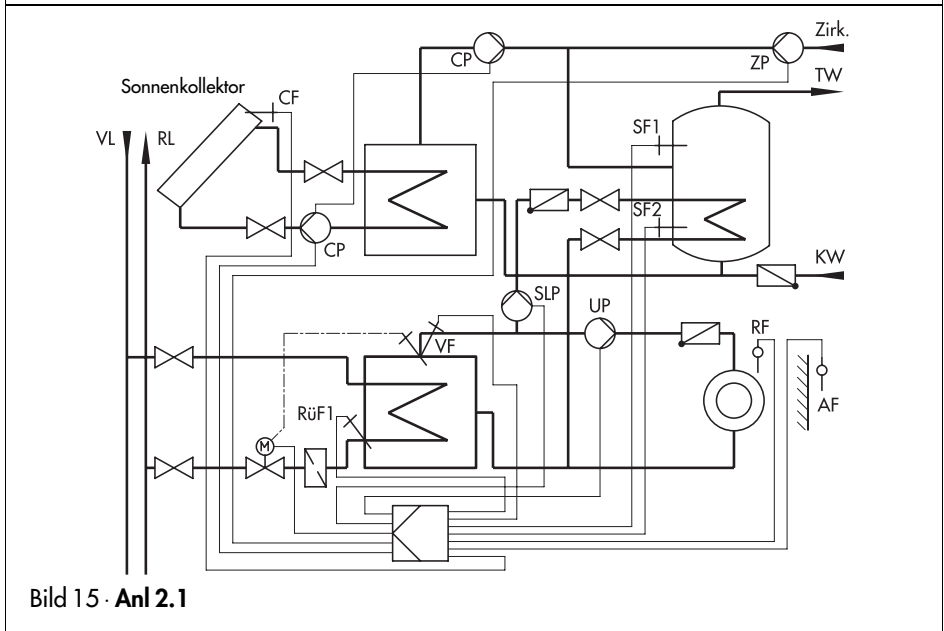 Zirk.
CP
ZP
TW
Sonnenkollektor
CF
VL
RL
SF1
SF2
CP
KW
SLP
UP
RF
VF
AF
RüF1
M
Bild 15 · Anl 2.1